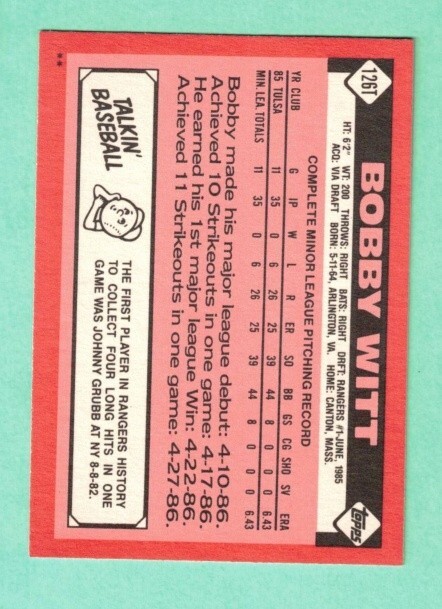 126T
BOBBY WITT
topps
HT: 6'2" WT: 200 THROWS: RIGHT BATS: RIGHT DRFT: RANGERS #1-JUNE, 1985
ACQ: VIA DRAFT BORN: 5-11-64, ARLINGTON, VA. HOME: CANTON, MASS.
COMPLETE MINOR LEAGUE PITCHING RECORD
YR CLUB G IP W L R ER SO BB GS CG SHO SV ERA
85 TULSA 11 35 0 6 26 25 39 44 8 0 0 0 6.43
MIN. LEA. TOTALS 11 35 0 6 26 25 39 44 8 0 0 0 6.43
Bobby made his major league debut: 4-10-86.
Achieved 10 Strikeouts in one game: 4-17-86.
He earned his 1st major league Win: 4-22-86.
Achieved 11 Strikeouts in one game: 4-27-86.
TALKIN'
BASEBALL
THE FIRST PLAYER IN RANGERS HISTORY
TO COLLECT FOUR LONG HITS IN ONE
GAME WAS JOHNNY GRUBB AT NY 8-8-82.
**